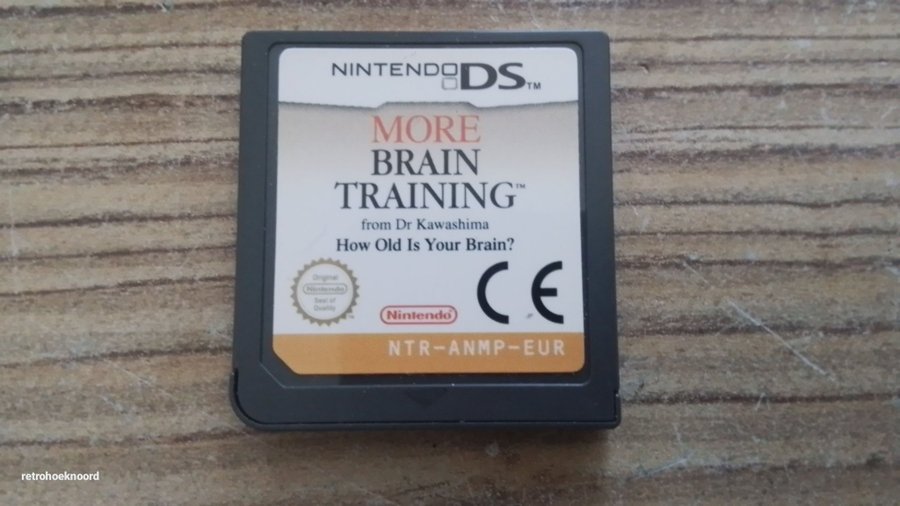 NINTENDO DS™
MORE
BRAIN
TRAINING™
from Dr Kawashima
How Old Is Your Brain?
Original
Nintendo
Seal of
Quality
™
Nintendo
CE
NTR-ANMP-EUR
retrohoeknoord